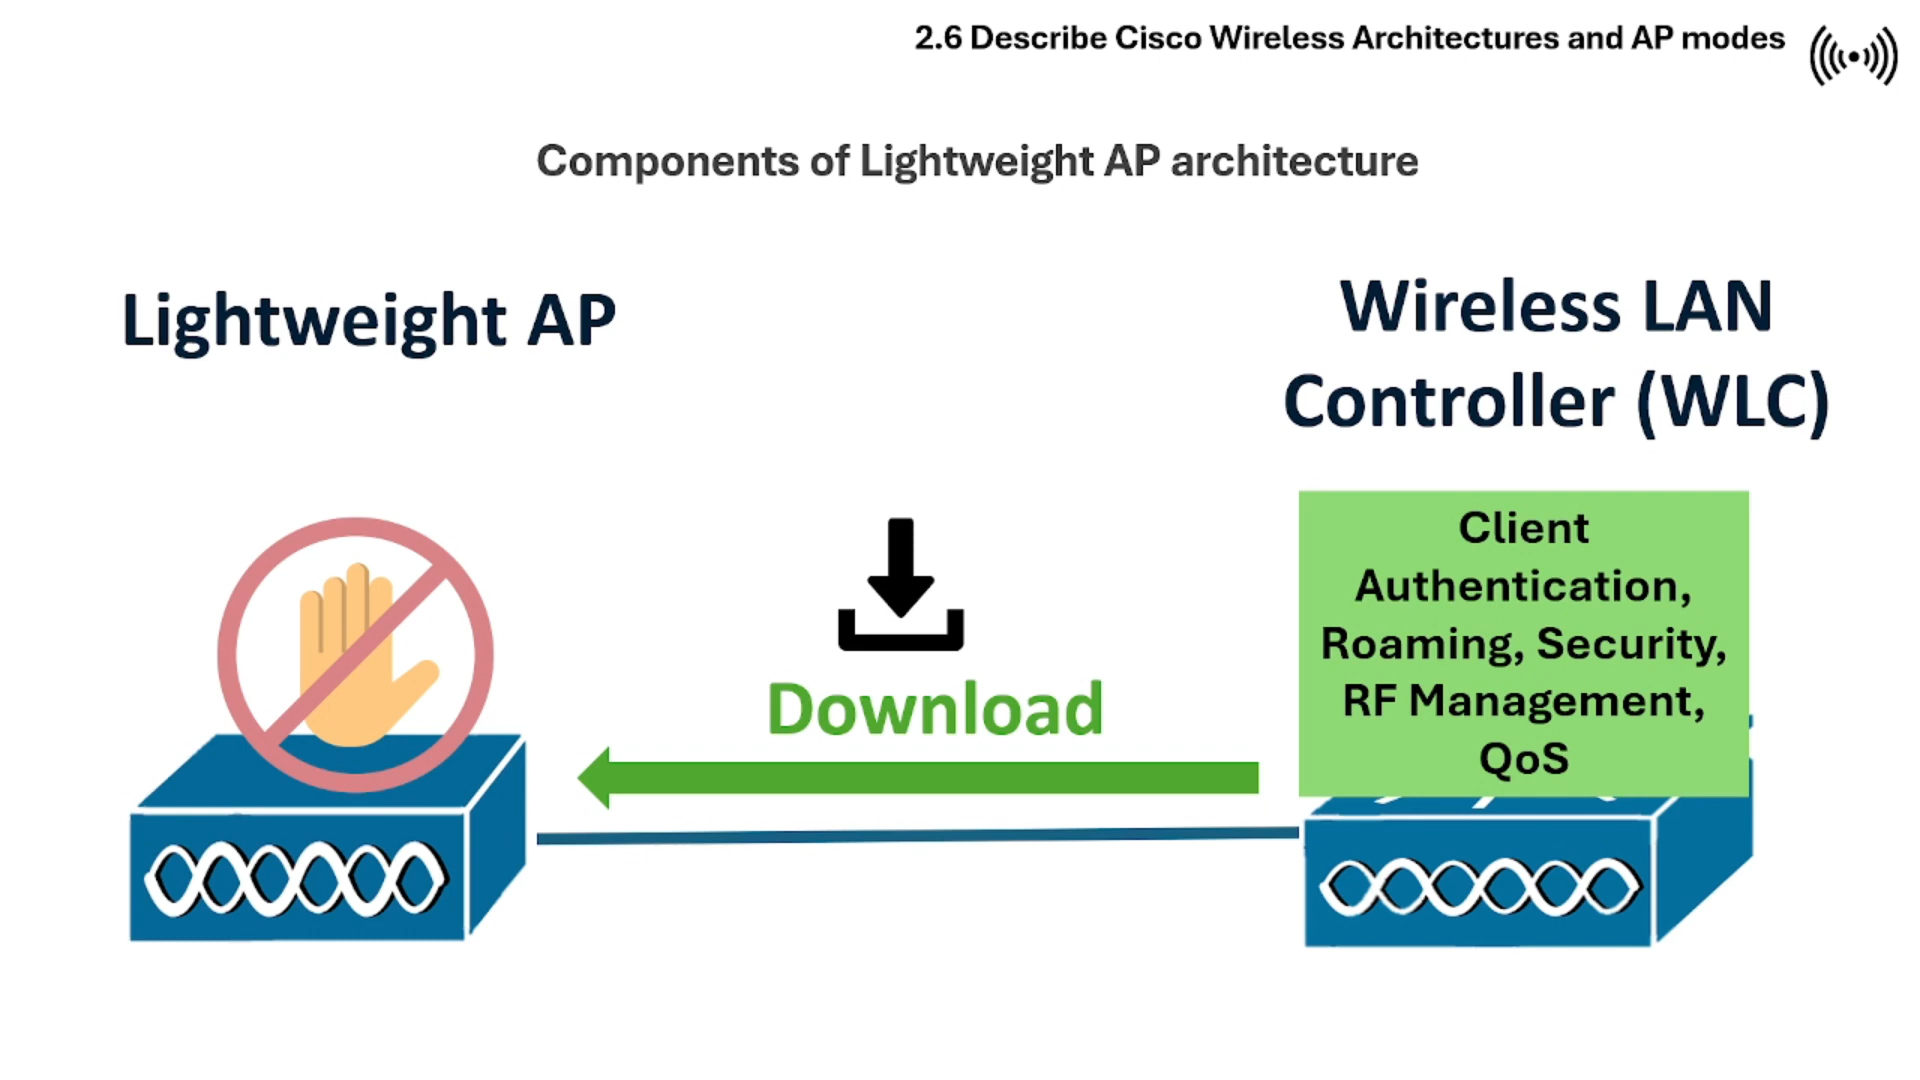 2.6 Describe Cisco Wireless Architectures and AP modes
Components of Lightweight AP architecture
Lightweight AP
Wireless LAN
Controller (WLC)
Client
Authentication,
Roaming, Security,
RF Management,
QoS
Download